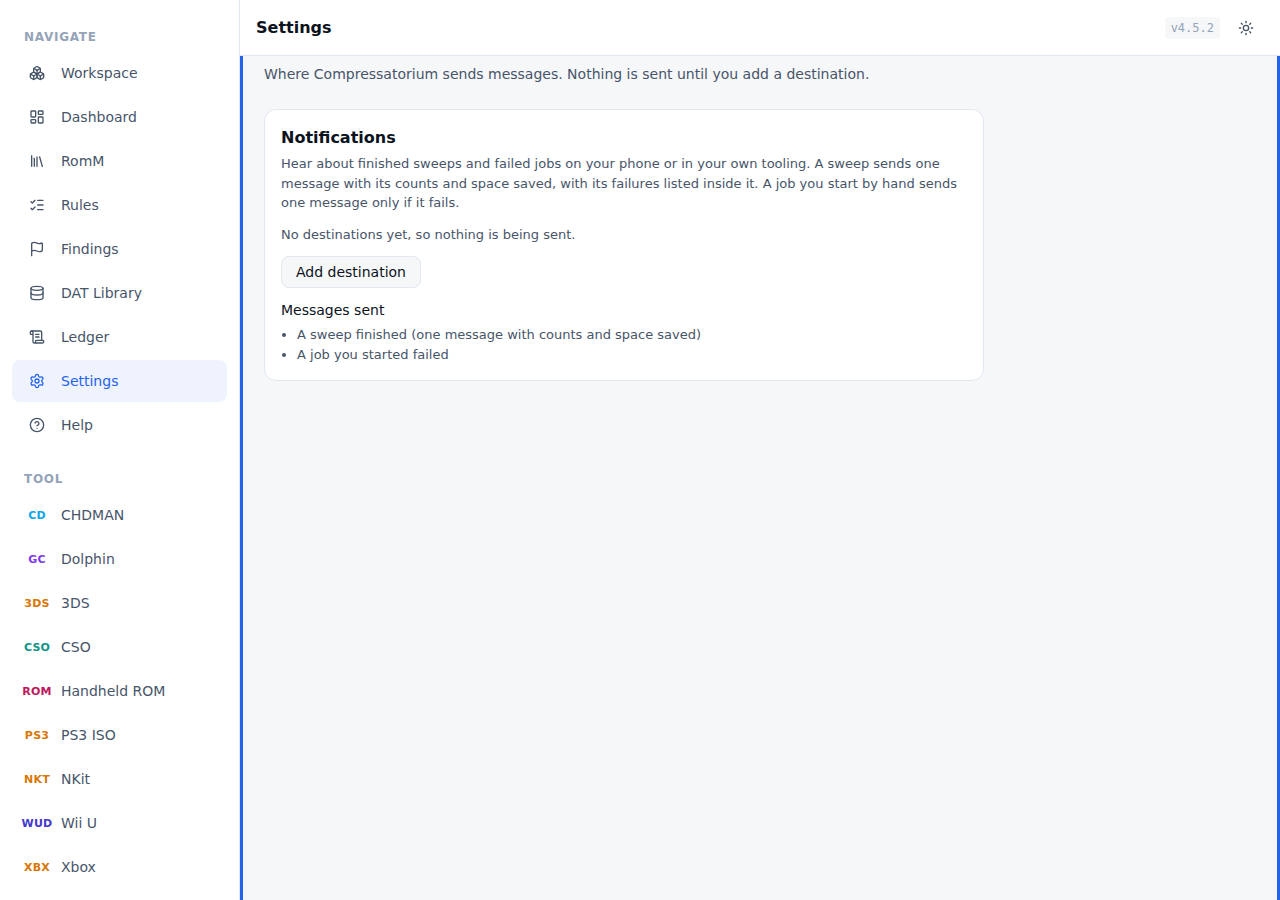 NAVIGATE
Workspace
Dashboard
RomM
Rules
Findings
DAT Library
Ledger
Settings
Help
TOOL
CD CHDMAN
GC Dolphin
3DS 3DS
CSO CSO
ROM Handheld ROM
PS3 PS3 ISO
NKT NKit
WUD Wii U
XBX Xbox
Settings
v4.5.2
Where Compressatorium sends messages. Nothing is sent until you add a destination.
Notifications
Hear about finished sweeps and failed jobs on your phone or in your own tooling. A sweep sends one
message with its counts and space saved, with its failures listed inside it. A job you start by hand sends
one message only if it fails.
No destinations yet, so nothing is being sent.
Add destination
Messages sent
• A sweep finished (one message with counts and space saved)
• A job you started failed